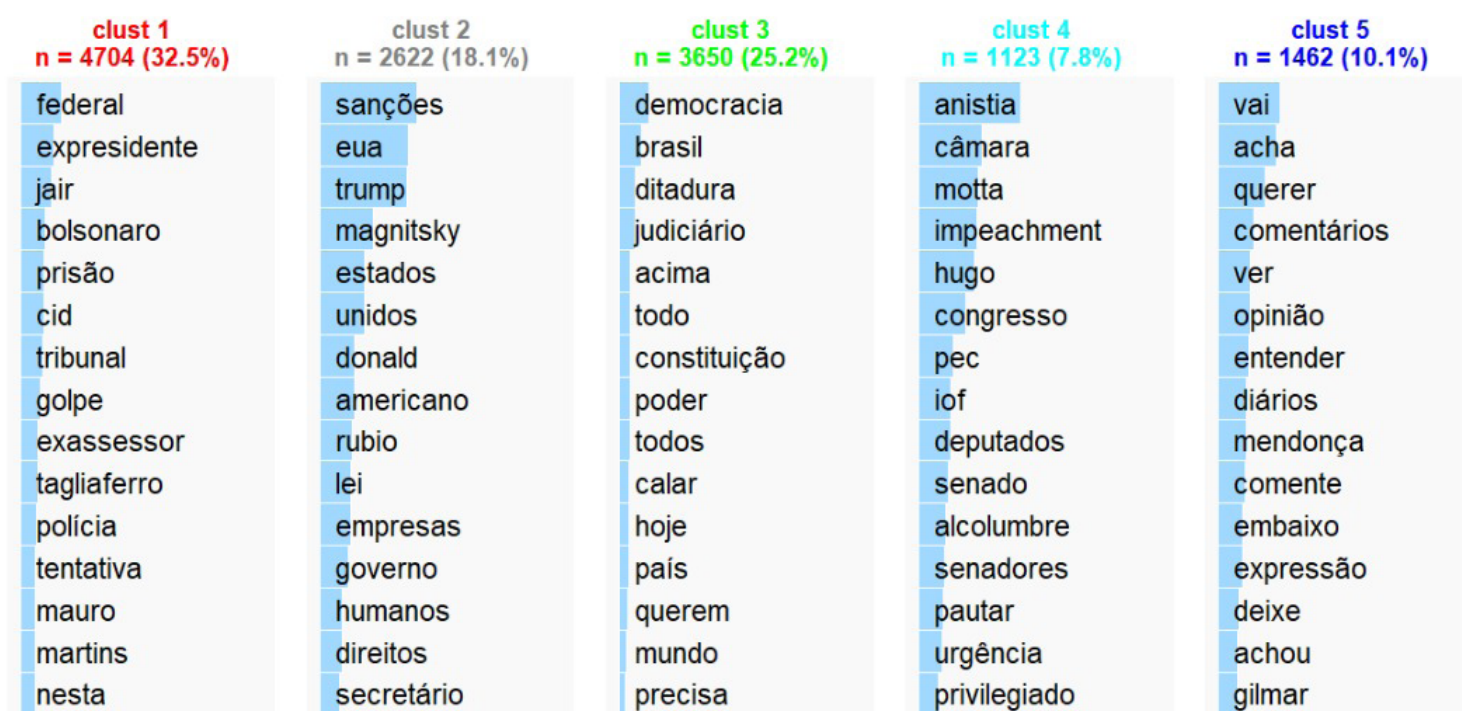 clust 1
n = 4704 (32.5%)
federal
expresidente
jair
bolsonaro
prisão
cid
tribunal
golpe
exassessor
tagliaferro
polícia
tentativa
mauro
martins
nesta
clust 2
n = 2622 (18.1%)
sanções
eua
trump
magnitsky
estados
unidos
donald
americano
rubio
lei
empresas
governo
humanos
direitos
secretário
clust 3
n = 3650 (25.2%)
democracia
brasil
ditadura
judiciário
acima
todo
constituição
poder
todos
calar
hoje
país
querem
mundo
precisa
clust 4
n = 1123 (7.8%)
anistia
câmara
motta
impeachment
hugo
congresso
pec
iof
deputados
senado
alcolumbre
senadores
pautar
urgência
privilegiado
clust 5
n = 1462 (10.1%)
vai
acha
querer
comentários
ver
opinião
entender
diários
mendonça
comente
embaixo
expressão
deixe
achou
gilmar